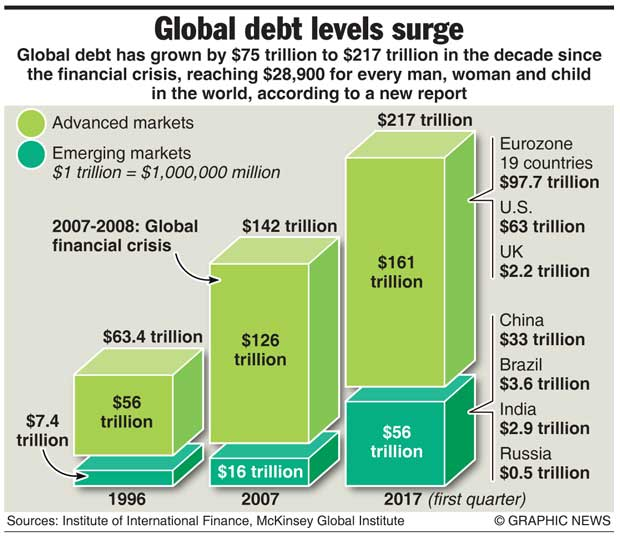 Global debt levels surge
Global debt has grown by $75 trillion to $217 trillion in the decade since
the financial crisis, reaching $28,900 for every man, woman and child
in the world, according to a new report
Advanced markets
Emerging markets
$1 trillion = $1,000,000 million
2007-2008: Global
financial crisis
$63.4 trillion
$56
trillion
$7.4
trillion
1996
$142 trillion
$126
trillion
$16 trillion
2007
$217 trillion
$161
trillion
$56
trillion
2017 (first quarter)
Eurozone
19 countries
$97.7 trillion
U.S.
$63 trillion
UK
$2.2 trillion
China
$33 trillion
Brazil
$3.6 trillion
India
$2.9 trillion
Russia
$0.5 trillion
Sources: Institute of International Finance, McKinsey Global Institute
© GRAPHIC NEWS